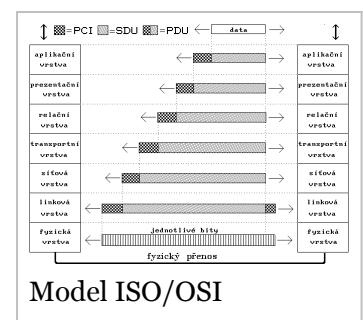 =PCI =SDU =PDU data
aplikační vrstva aplikační vrstva
prezentační vrstva prezentační vrstva
relační vrstva relační vrstva
transportní vrstva transportní vrstva
síťová vrstva síťová vrstva
linková vrstva linková vrstva
fyzická vrstva jednotlivé bity fyzická vrstva
fyzický přenos
Model ISO/OSI